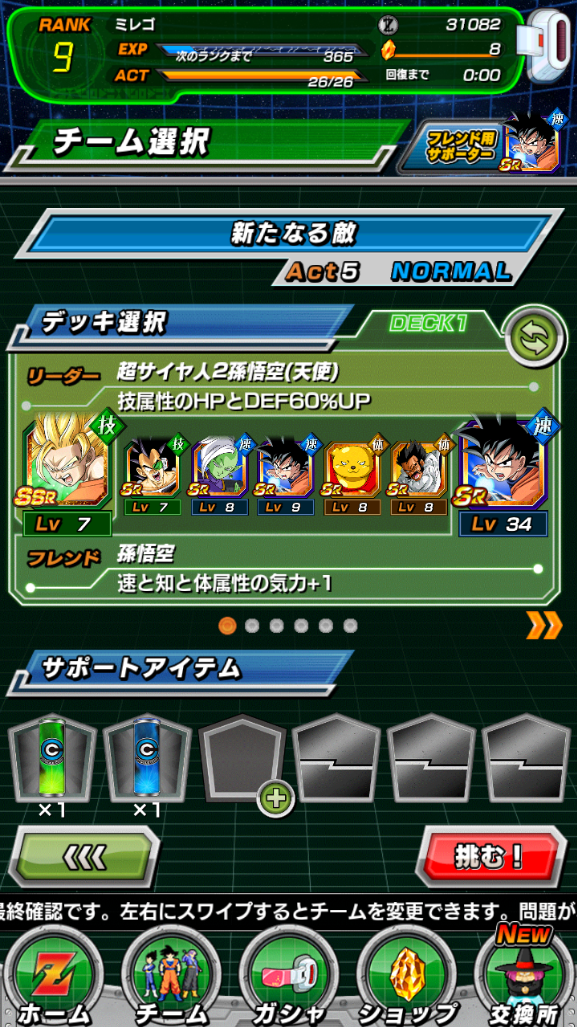 RANK ミレゴ 31082
9
EXP 次のランクまで 365 8
ACT 26/26 回復まで 0:00
チーム選択
フレンド用
サポーター
速
SR
新たなる敵
Act5 NORMAL
デッキ選択 DECK1
リーダー 超サイヤ人2孫悟空(天使)
技属性のHPとDEF60%UP
技 技 速 速 体 体 速
SSR SR SR SR SR SR SR
Lv 7 Lv 7 Lv 8 Lv 9 Lv 8 Lv 8 Lv 34
フレンド 孫悟空
速と知と体属性の気力+1
サポートアイテム
×1 ×1
挑む!
最終確認です。左右にスワイプするとチームを変更できます。問題が
NEW
ホーム チーム ガシャ ショップ 交換所